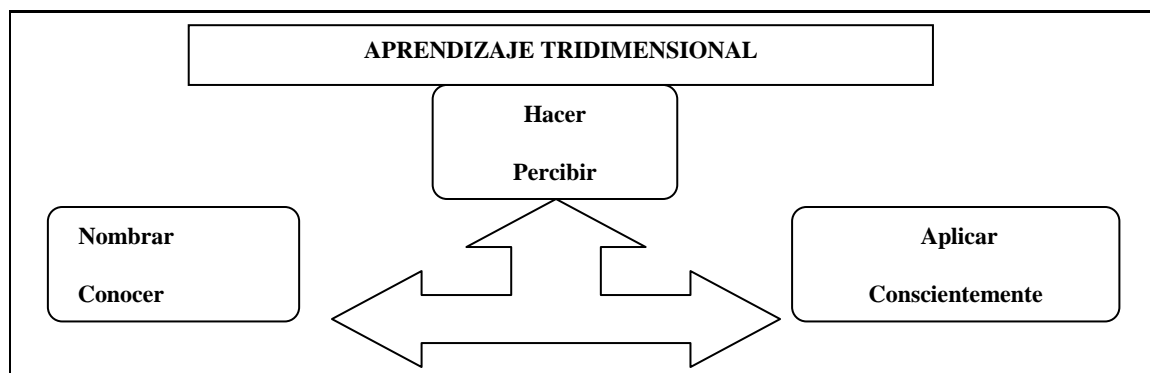 APRENDIZAJE TRIDIMENSIONAL
Hacer
Percibir
Nombrar
Conocer
Aplicar
Conscientemente